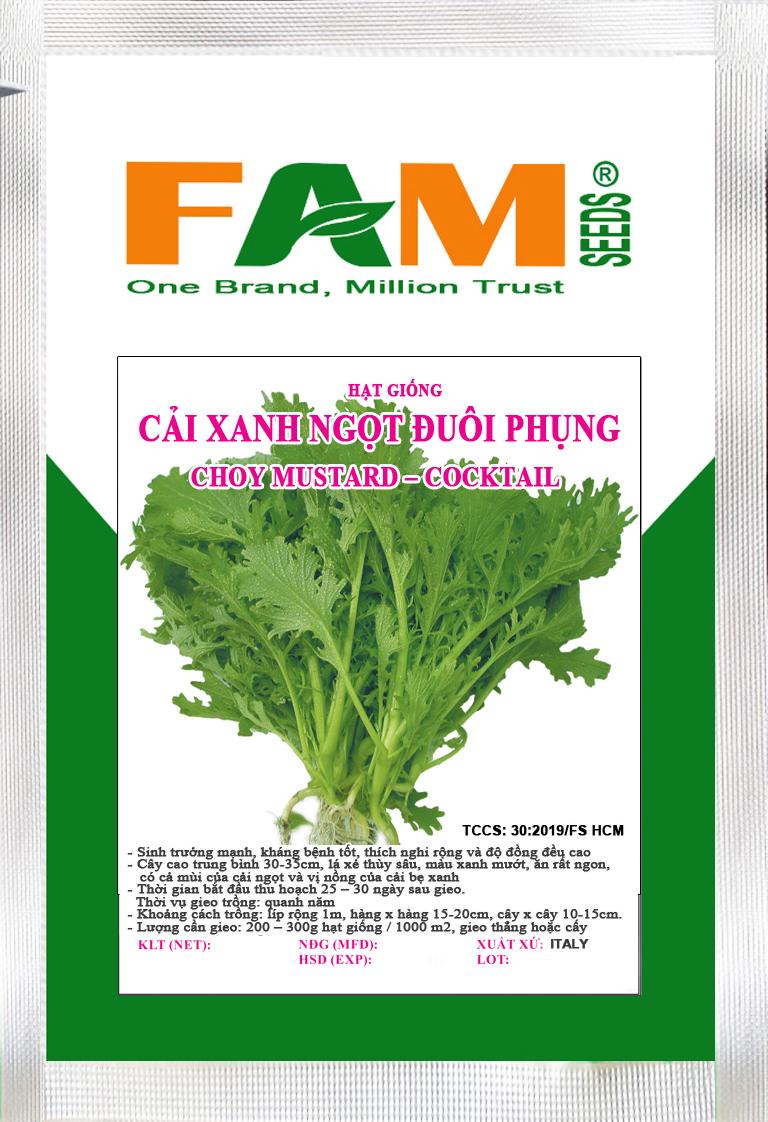 FAM SEEDS®
One Brand, Million Trust
HẠT GIỐNG
CẢI XANH NGỌT ĐUÔI PHỤNG
CHOY MUSTARD – COCKTAIL
TCCS: 30:2019/FS HCM
- Sinh trưởng mạnh, kháng bệnh tốt, thích nghi rộng và độ đồng đều cao
- Cây cao trung bình 30-35cm, lá xẻ thùy sâu, màu xanh mướt, ăn rất ngon,
có cả mùi của cải ngọt và vị nồng của cải bẹ xanh
- Thời gian bắt đầu thu hoạch 25 – 30 ngày sau gieo.
Thời vụ gieo trồng: quanh năm
- Khoảng cách trồng: líp rộng 1m, hàng x hàng 15-20cm, cây x cây 10-15cm.
- Lượng cần gieo: 200 – 300g hạt giống / 1000 m2, gieo thẳng hoặc cấy
KLT (NET): NĐG (MFD): XUẤT XỨ: ITALY
HSD (EXP): LOT: